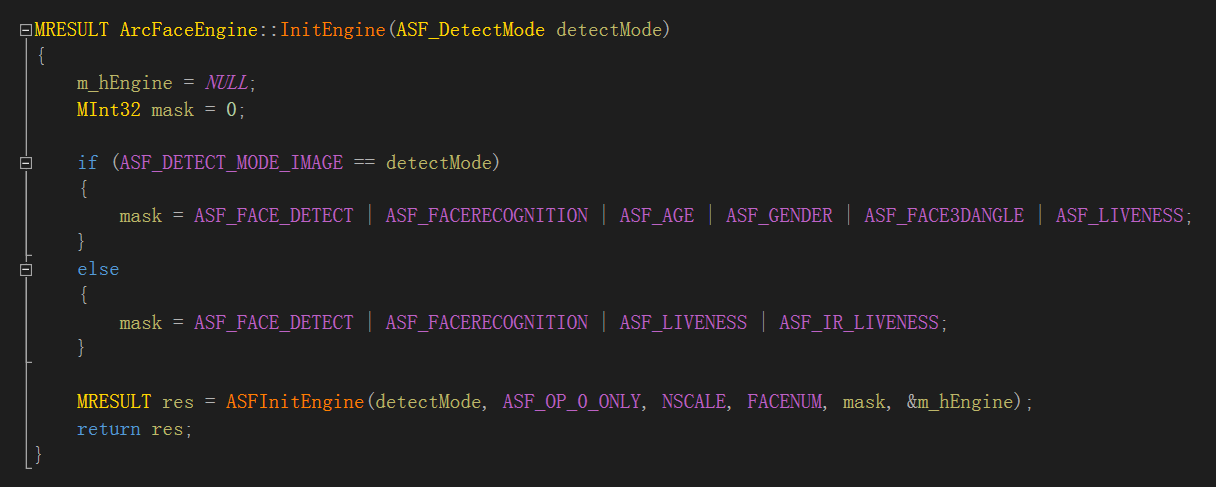 MRESULT ArcFaceEngine::InitEngine(ASF_DetectMode detectMode)
{
    m_hEngine = NULL;
    MInt32 mask = 0;

    if (ASF_DETECT_MODE_IMAGE == detectMode)
    {
        mask = ASF_FACE_DETECT | ASF_FACERECOGNITION | ASF_AGE | ASF_GENDER | ASF_FACE3DANGLE | ASF_LIVENESS;
    }
    else
    {
        mask = ASF_FACE_DETECT | ASF_FACERECOGNITION | ASF_LIVENESS | ASF_IR_LIVENESS;
    }

    MRESULT res = ASFInitEngine(detectMode, ASF_OP_0_ONLY, NSCALE, FACENUM, mask, &m_hEngine);
    return res;
}